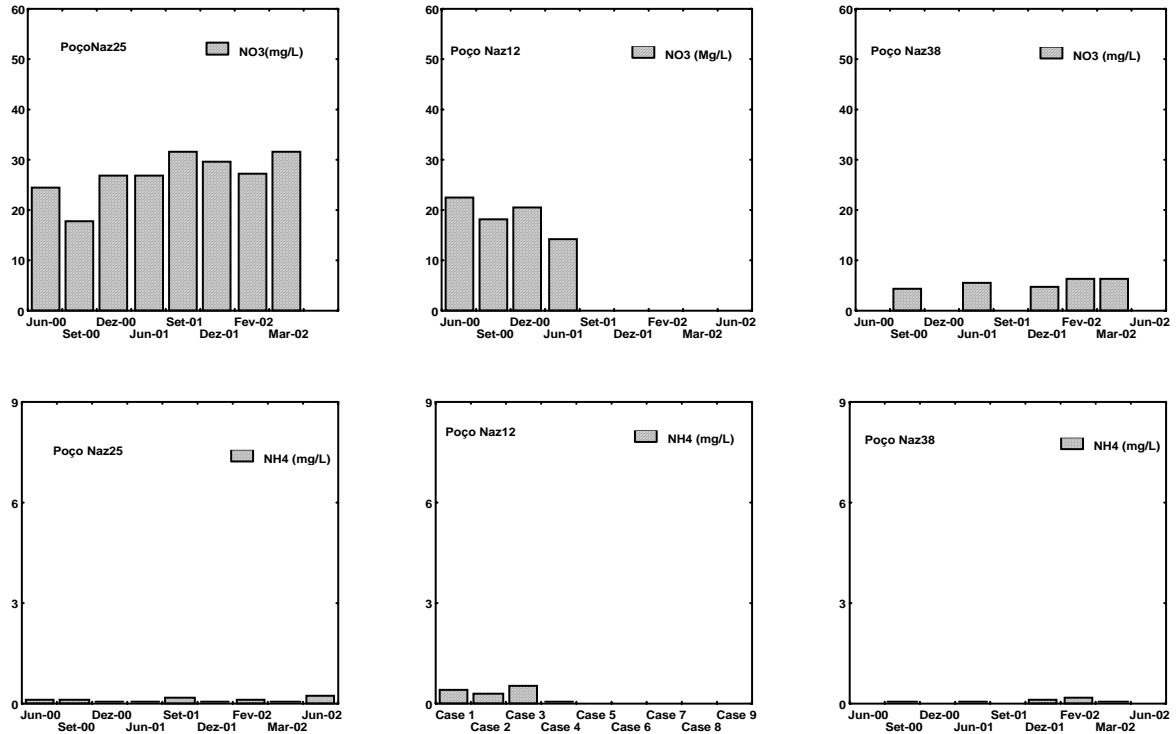 60
50
40
30
20
10
0
PoçoNaz25
NO3(mg/L)
Jun-00 Dez-00 Set-01 Fev-02
Set-00 Jun-01 Dez-01 Mar-02
60
50
40
30
20
10
0
Poço Naz12
NO3 (Mg/L)
Jun-00 Dez-00 Set-01 Fev-02 Jun-02
Set-00 Jun-01 Dez-01 Mar-02
60
50
40
30
20
10
0
Poço Naz38
NO3 (mg/L)
Jun-00 Dez-00 Set-01 Fev-02 Jun-02
Set-00 Jun-01 Dez-01 Mar-02
9
6
3
0
Poço Naz25
NH4 (mg/L)
Jun-00 Dez-00 Set-01 Fev-02 Jun-02
Set-00 Jun-01 Dez-01 Mar-02
9
6
3
0
Poço Naz12
NH4 (mg/L)
Case 1 Case 3 Case 5 Case 7 Case 9
Case 2 Case 4 Case 6 Case 8
9
6
3
0
Poço Naz38
NH4 (mg/L)
Jun-00 Dez-00 Set-01 Fev-02 Jun-02
Set-00 Jun-01 Dez-01 Mar-02